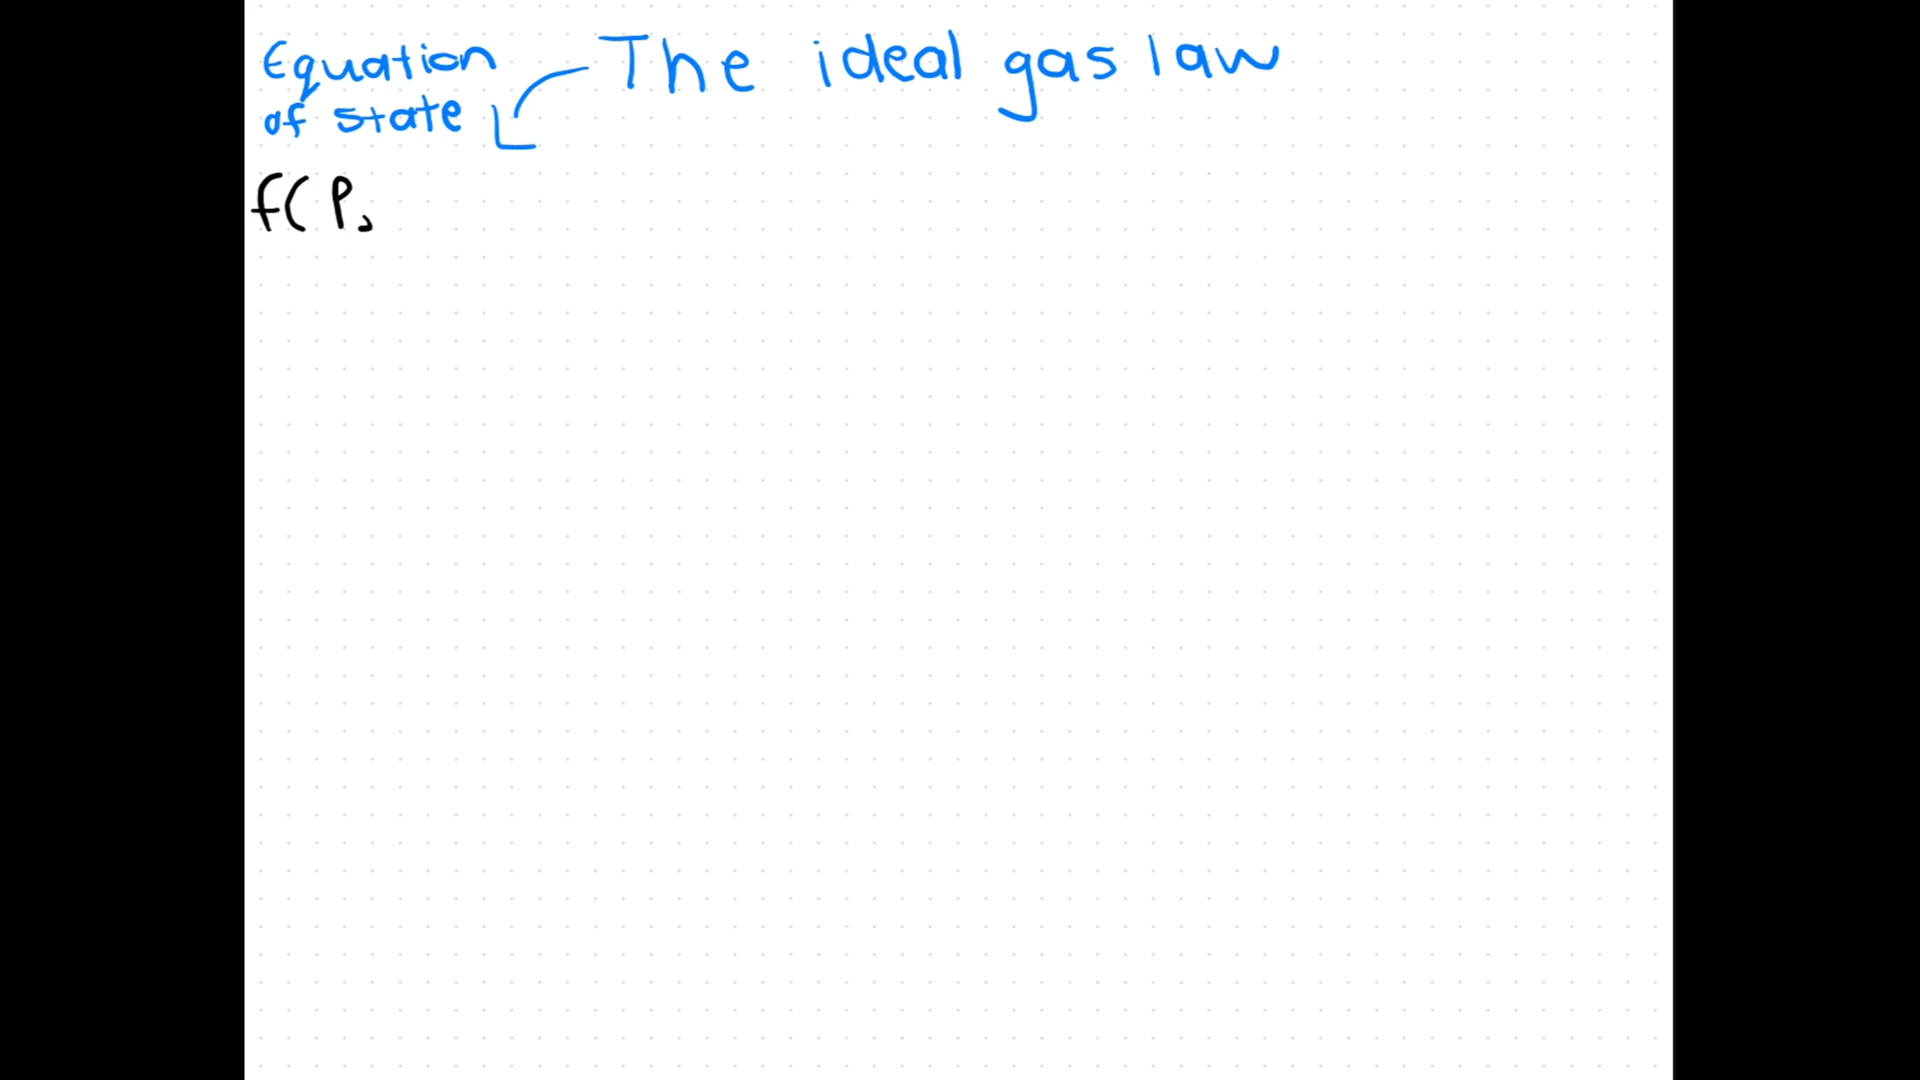 The ideal gas law
Equation
of state
f( P,